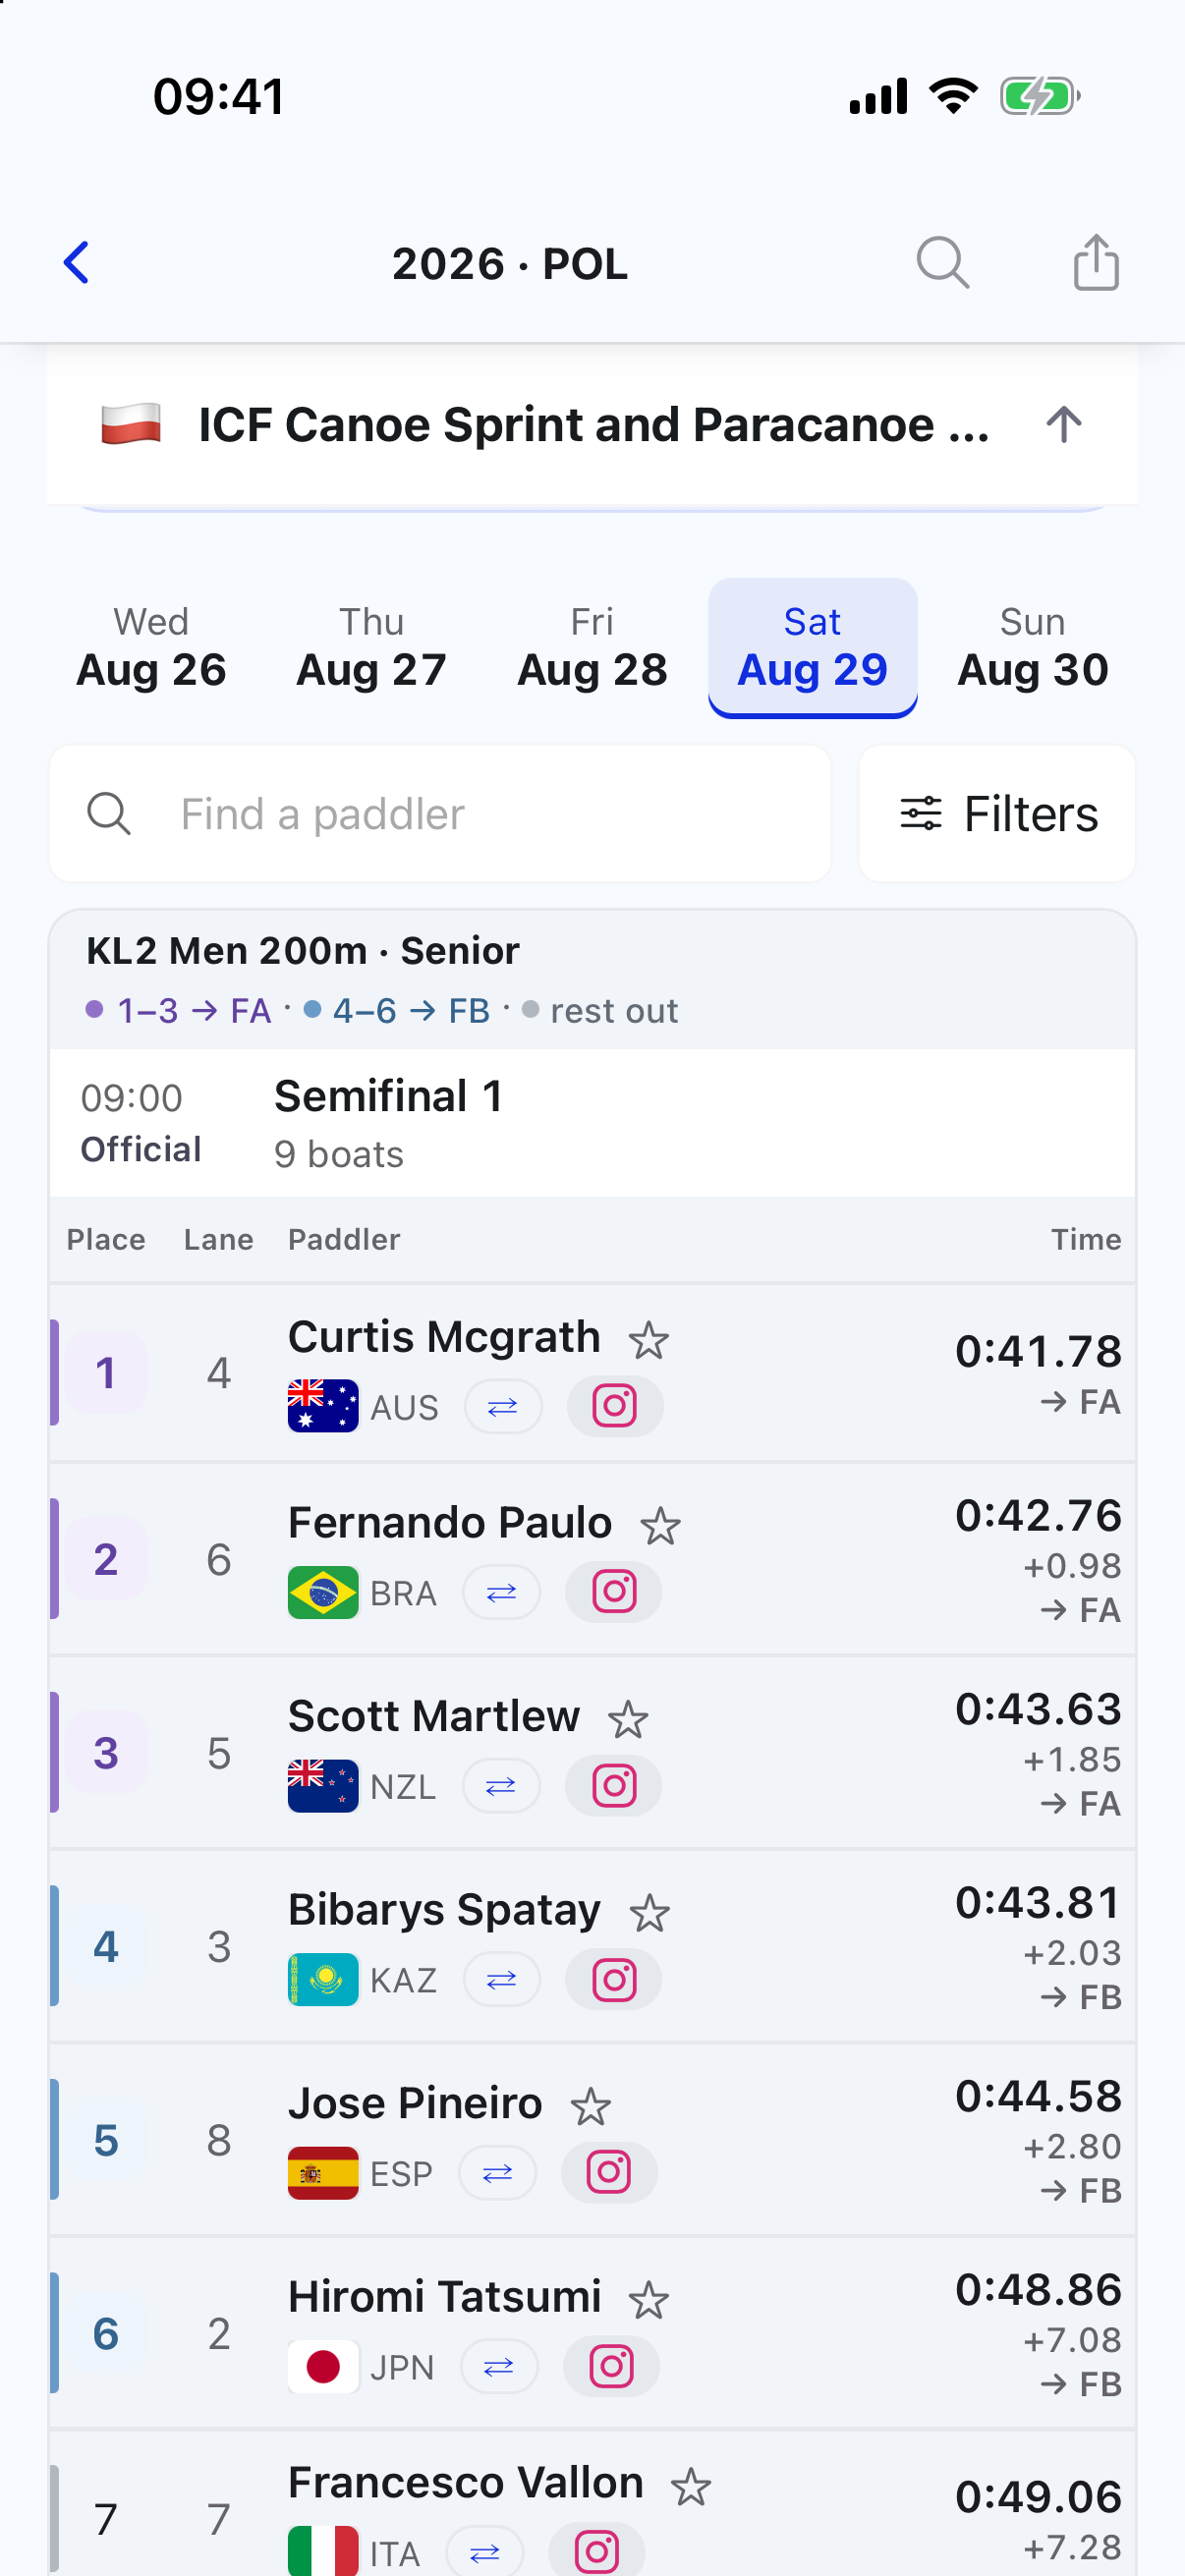 09:41
2026 · POL
ICF Canoe Sprint and Paracanoe ...
Wed Thu Fri Sat Sun
Aug 26 Aug 27 Aug 28 Aug 29 Aug 30
Find a paddler
Filters
KL2 Men 200m · Senior
1–3 → FA · 4–6 → FB · rest out
09:00 Semifinal 1
Official 9 boats
Place Lane Paddler Time
1 4 Curtis Mcgrath 0:41.78
AUS → FA
2 6 Fernando Paulo 0:42.76
BRA +0.98
→ FA
3 5 Scott Martlew 0:43.63
NZL +1.85
→ FA
4 3 Bibarys Spatay 0:43.81
KAZ +2.03
→ FB
5 8 Jose Pineiro 0:44.58
ESP +2.80
→ FB
6 2 Hiromi Tatsumi 0:48.86
JPN +7.08
→ FB
7 7 Francesco Vallon 0:49.06
ITA +7.28